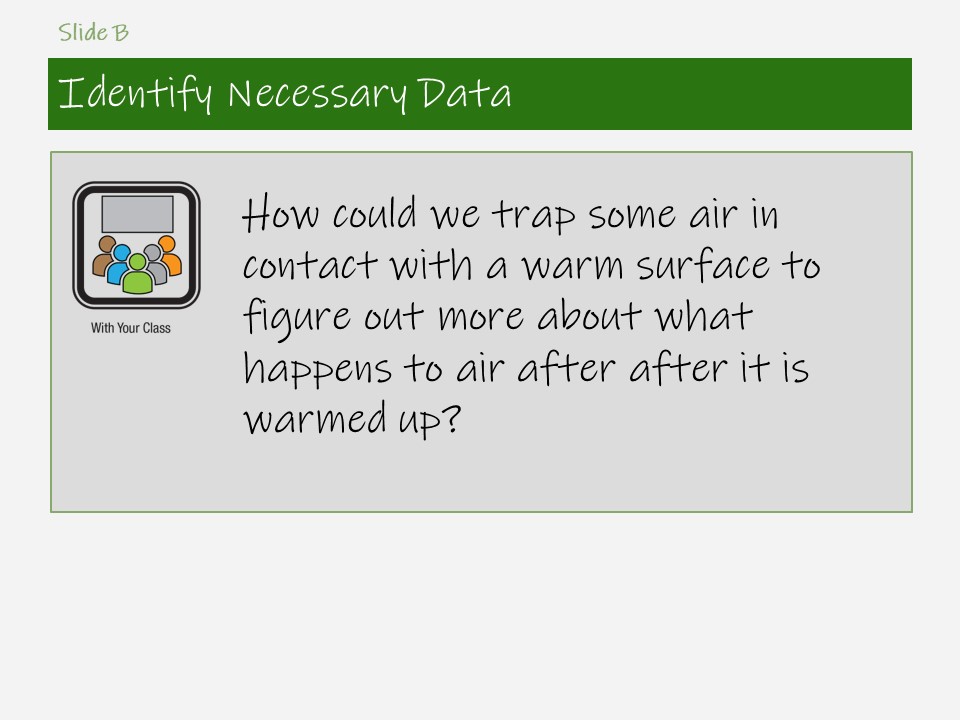 Slide B
Identify Necessary Data
With Your Class
How could we trap some air in
contact with a warm surface to
figure out more about what
happens to air after after it is
warmed up?